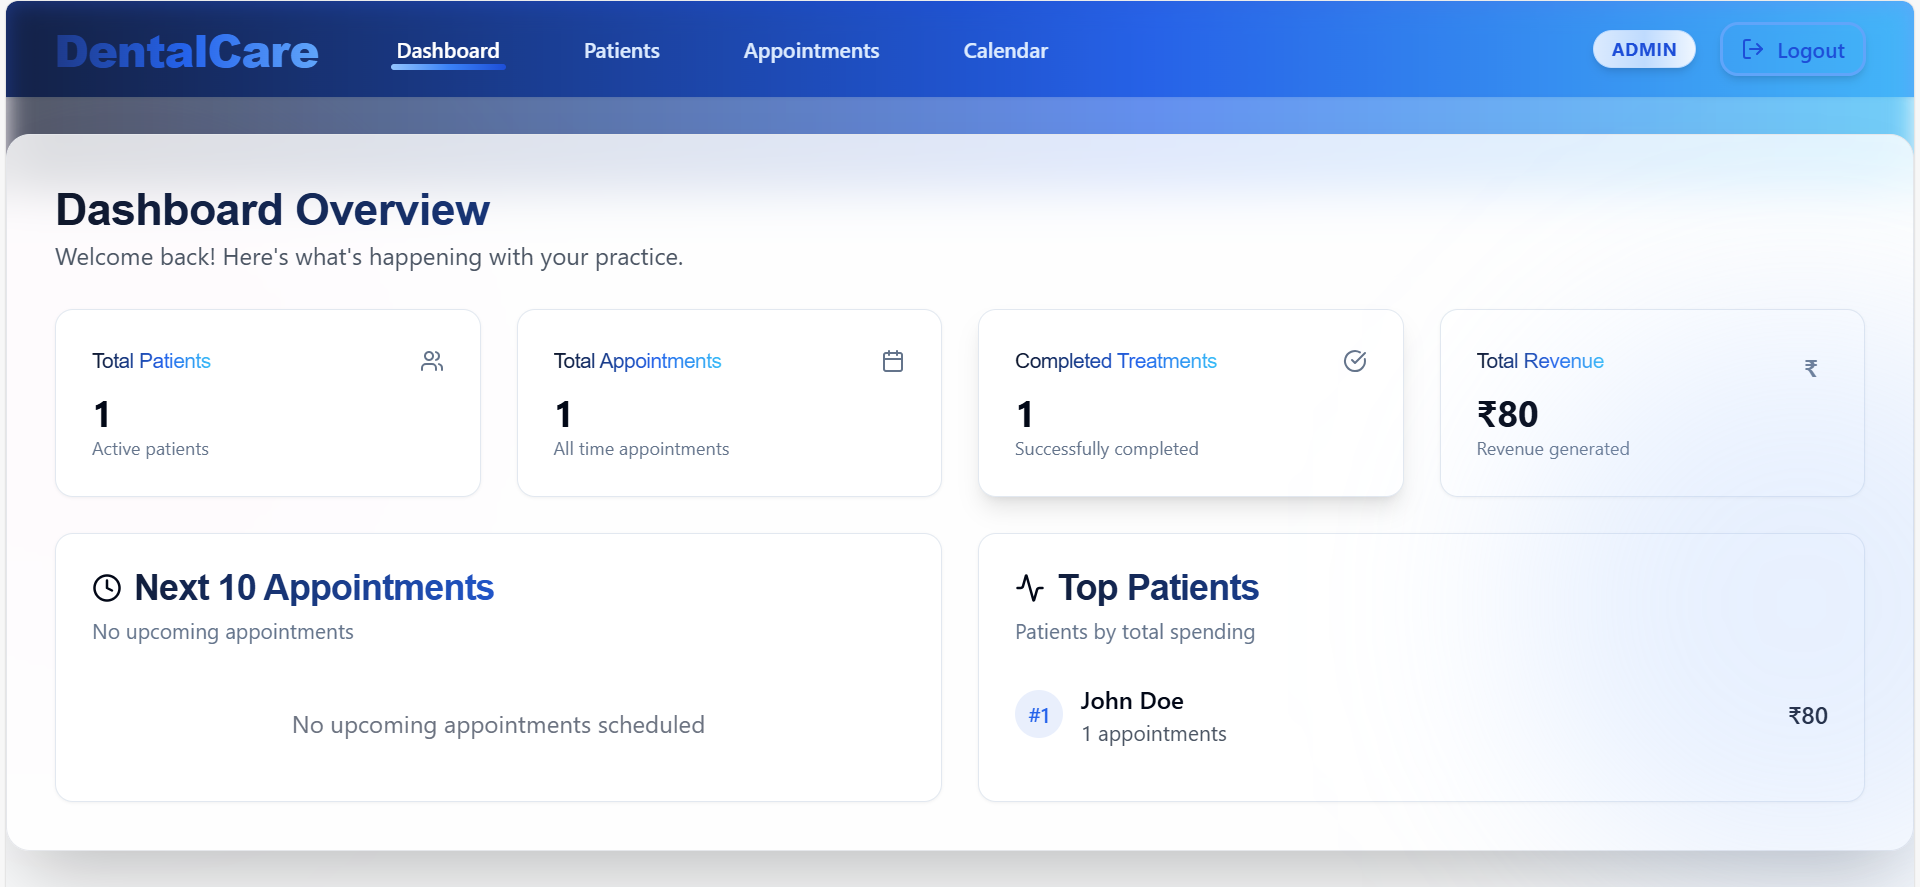 DentalCare
Dashboard
Patients
Appointments
Calendar
ADMIN
Logout
Dashboard Overview
Welcome back! Here's what's happening with your practice.
Total Patients
1
Active patients
Total Appointments
1
All time appointments
Completed Treatments
1
Successfully completed
Total Revenue
₹
₹80
Revenue generated
Next 10 Appointments
No upcoming appointments
No upcoming appointments scheduled
Top Patients
Patients by total spending
#1
John Doe
1 appointments
₹80